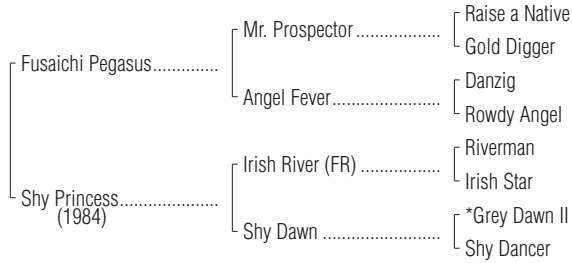 Raise a Native
Mr. Prospector ..................
Gold Digger
Fusaichi Pegasus..............
Danzig
Angel Fever.......................
Rowdy Angel
Riverman
Irish River (FR) .................
Irish Star
Shy Princess.....................
(1984)
*Grey Dawn II
Shy Dawn .........................
Shy Dancer